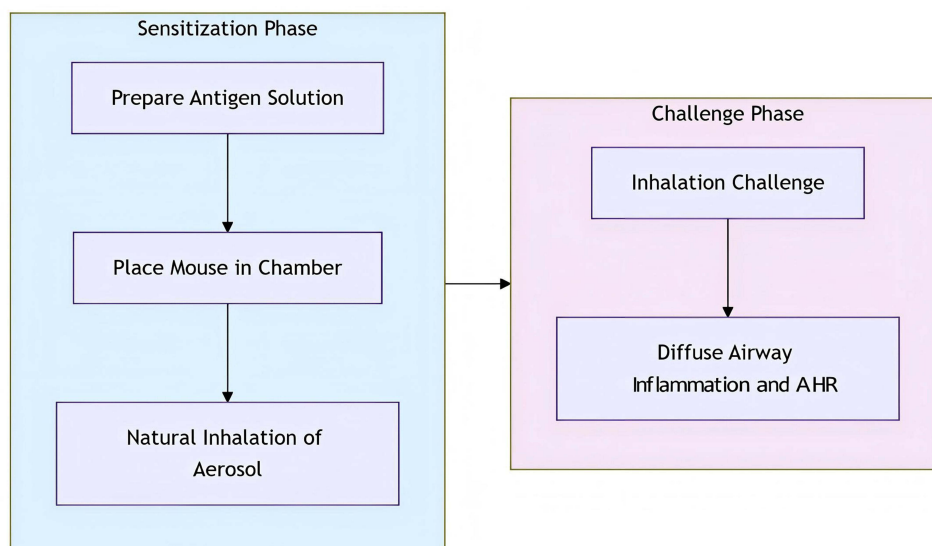 Sensitization Phase
Prepare Antigen Solution
Place Mouse in Chamber
Natural Inhalation of
Aerosol
Challenge Phase
Inhalation Challenge
Diffuse Airway
Inflammation and AHR